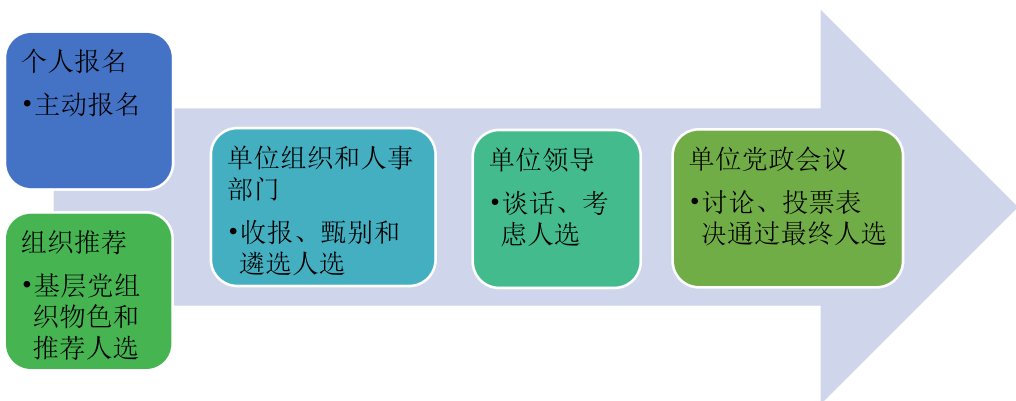 个人报名
•主动报名
组织推荐
•基层党组
织物色和
推荐人选
单位组织和人事
部门
•收报、甄别和
遴选人选
单位领导
•谈话、考
虑人选
单位党政会议
•讨论、投票表
决通过最终人选